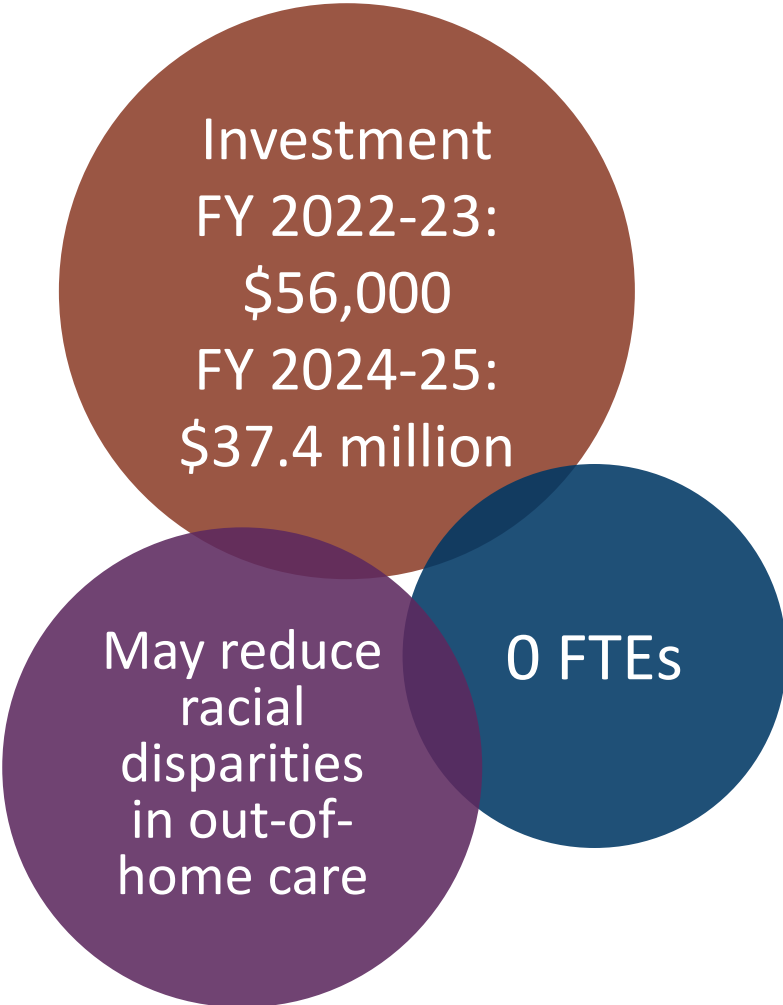 Investment
FY 2022-23:
$56,000
FY 2024-25:
$37.4 million
May reduce
racial
disparities
in out-of-
home care
0 FTEs